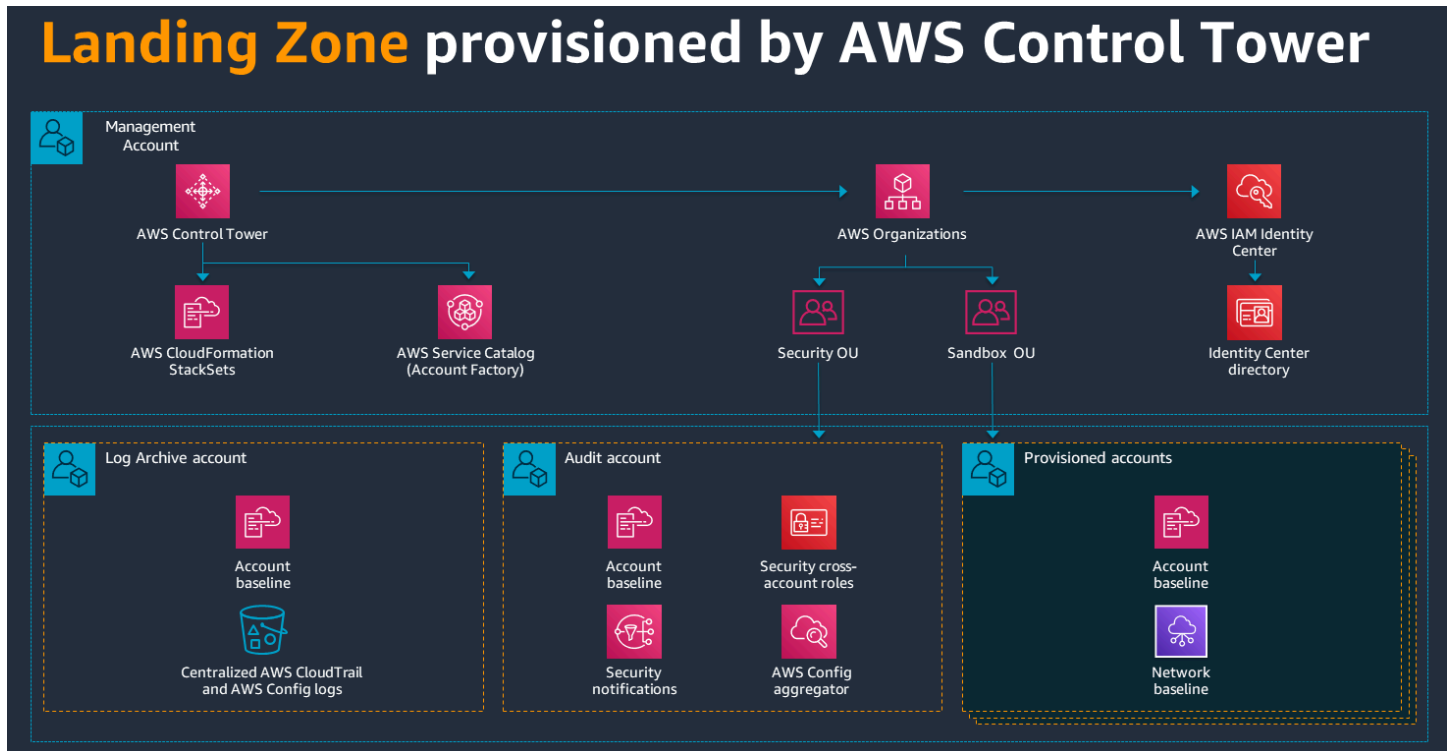 Landing Zone provisioned by AWS Control Tower
Management
Account
AWS Control Tower
AWS Organizations
AWS IAM Identity
Center
AWS CloudFormation
StackSets
AWS Service Catalog
(Account Factory)
Security OU
Sandbox OU
Identity Center
directory
Log Archive account
Account
baseline
Centralized AWS CloudTrail
and AWS Config logs
Audit account
Account
baseline
Security cross-
account roles
Security
notifications
AWS Config
aggregator
Provisioned accounts
Account
baseline
Network
baseline